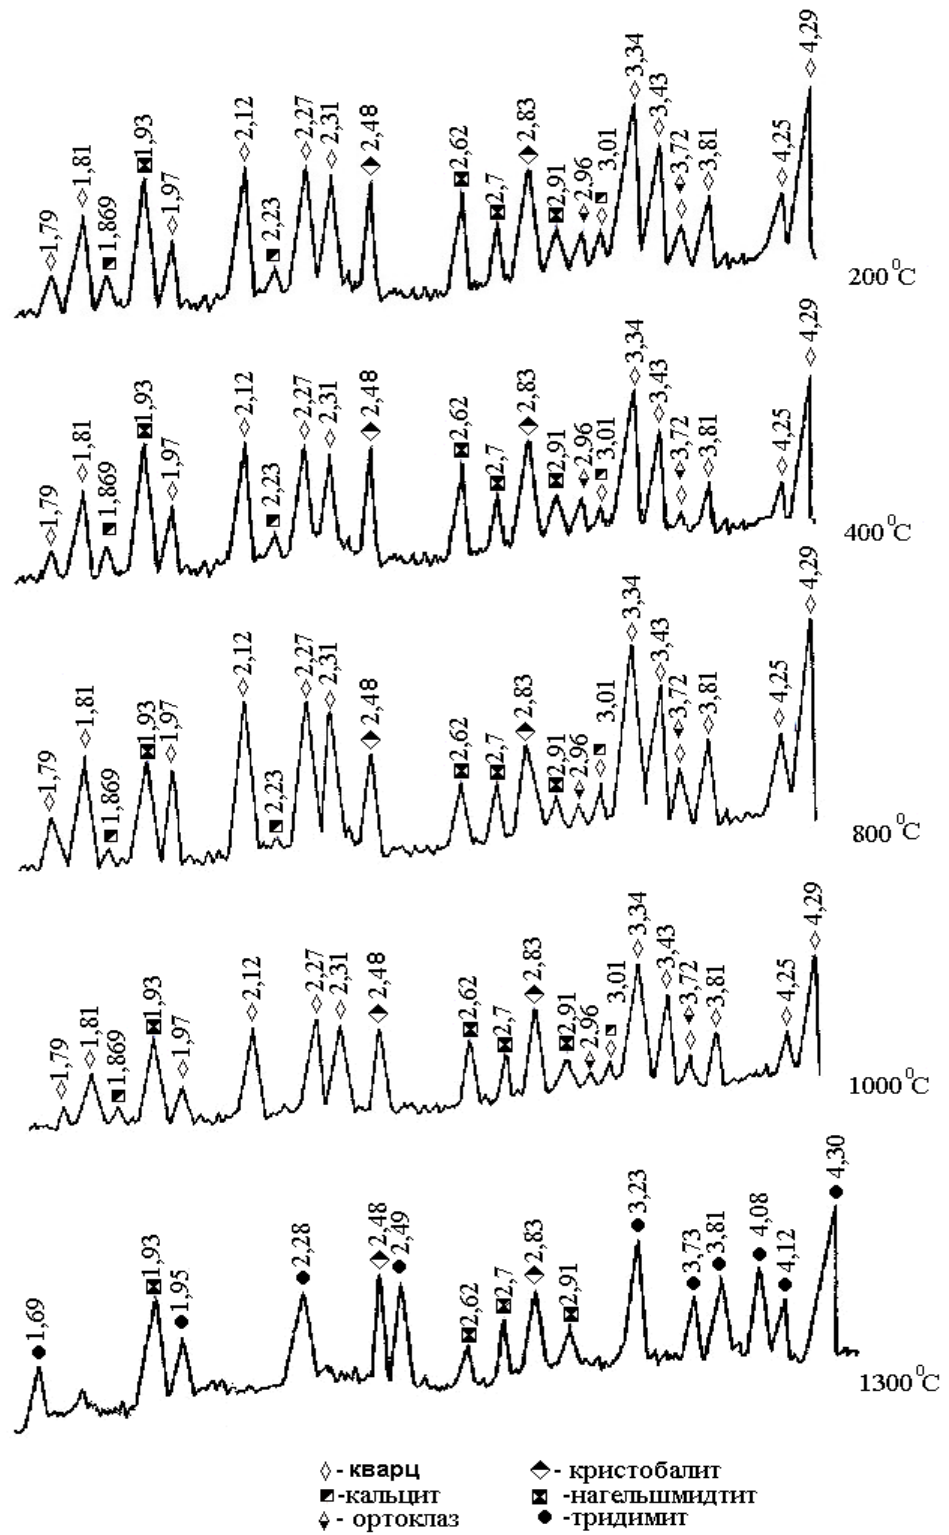 1,79 1,81 1,869 1,93 1,97 2,12 2,23 2,27 2,31 2,48 2,62 2,7 2,83 2,91 2,96 3,01 3,34 3,43 3,72 3,81 4,25 4,29
200 °C
1,79 1,81 1,869 1,93 1,97 2,12 2,23 2,27 2,31 2,48 2,62 2,7 2,83 2,91 2,96 3,01 3,34 3,43 3,72 3,81 4,25 4,29
400 °C
1,79 1,81 1,869 1,93 1,97 2,12 2,23 2,27 2,31 2,48 2,62 2,7 2,83 2,91 2,96 3,01 3,34 3,43 3,72 3,81 4,25 4,29
800 °C
1,79 1,81 1,869 1,93 1,97 2,12 2,27 2,31 2,48 2,62 2,7 2,83 2,91 2,96 3,01 3,34 3,43 3,72 3,81 4,25 4,29
1000 °C
1,69 1,93 1,95 2,28 2,48 2,49 2,62 2,7 2,83 2,91 3,23 3,73 3,81 4,08 4,12 4,30
1300 °C
- кварц - кристобалит
-кальцит -нагельшмидтит
- ортоклаз -тридимит